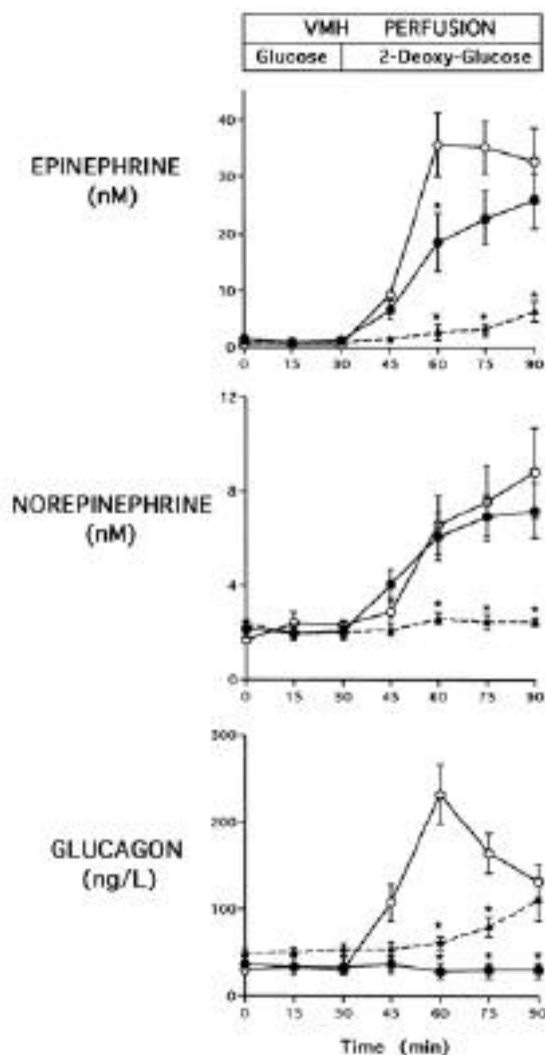 VMH PERFUSION
Glucose 2-Deoxy-Glucose
EPINEPHRINE
(nM)
40
30
20
10
0
0 15 30 45 60 75 90
NOREPINEPHRINE
(nM)
12
8
4
0
0 15 30 45 60 75 90
GLUCAGON
(ng/L)
300
200
100
0
0 15 30 45 60 75 90
Time (min)